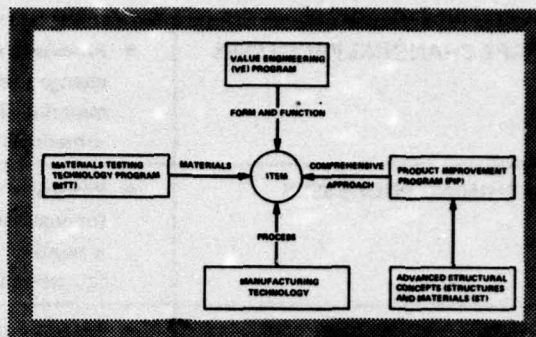 VALUE ENGINEERING
(VE) PROGRAM
FORM AND FUNCTION
MATERIALS TESTING
TECHNOLOGY PROGRAM
(MTT)
MATERIALS
ITEM
COMPREHENSIVE
APPROACH
PRODUCT IMPROVEMENT
PROGRAM (PIP)
PROCESS
MANUFACTURING
TECHNOLOGY
ADVANCED STRUCTURAL
CONCEPTS (STRUCTURES
AND MATERIALS (ST)